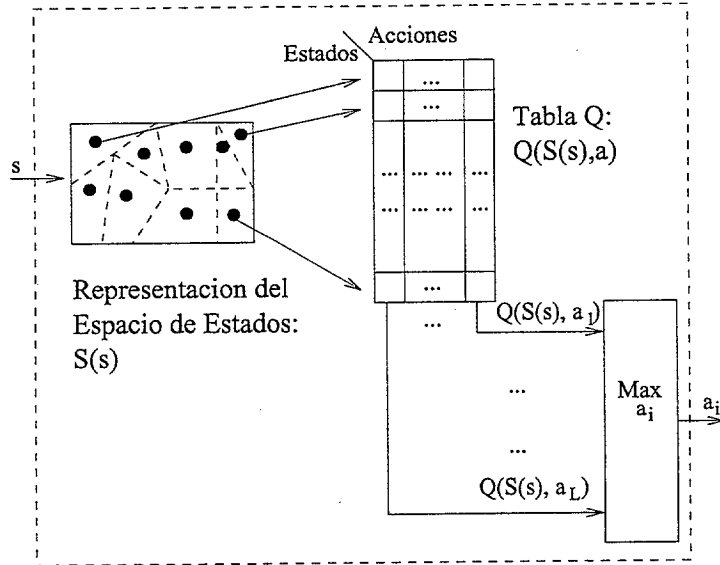 Acciones
Estados
Tabla Q:
Q(S(s),a)
s
Representacion del
Espacio de Estados:
S(s)
... 
...
... ... ... ...
... ... ... ...
...
...
Q(S(s), a1)
...
...
Q(S(s), aL)
Max
ai
ai